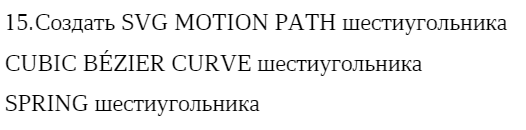 15.Создать SVG MOTION PATH шестиугольника
CUBIC BÉZIER CURVE шестиугольника
SPRING шестиугольника